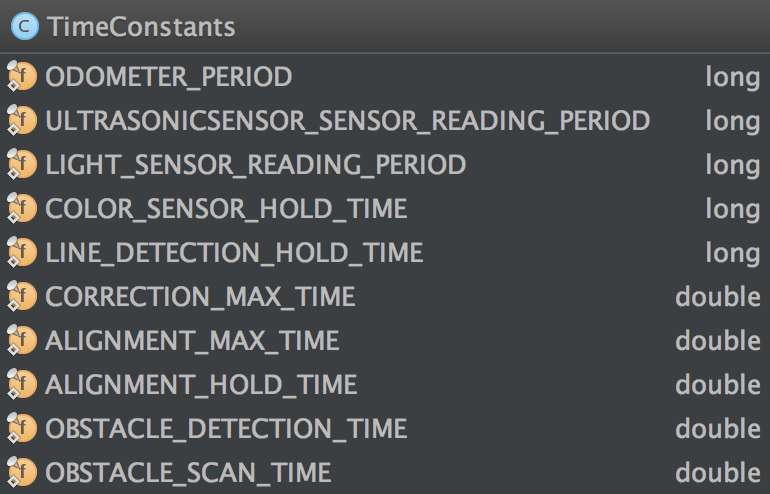 C TimeConstants
f ODOMETER_PERIOD long
f ULTRASONICSENSOR_SENSOR_READING_PERIOD long
f LIGHT_SENSOR_READING_PERIOD long
f COLOR_SENSOR_HOLD_TIME long
f LINE_DETECTION_HOLD_TIME long
f CORRECTION_MAX_TIME double
f ALIGNMENT_MAX_TIME double
f ALIGNMENT_HOLD_TIME double
f OBSTACLE_DETECTION_TIME double
f OBSTACLE_SCAN_TIME double